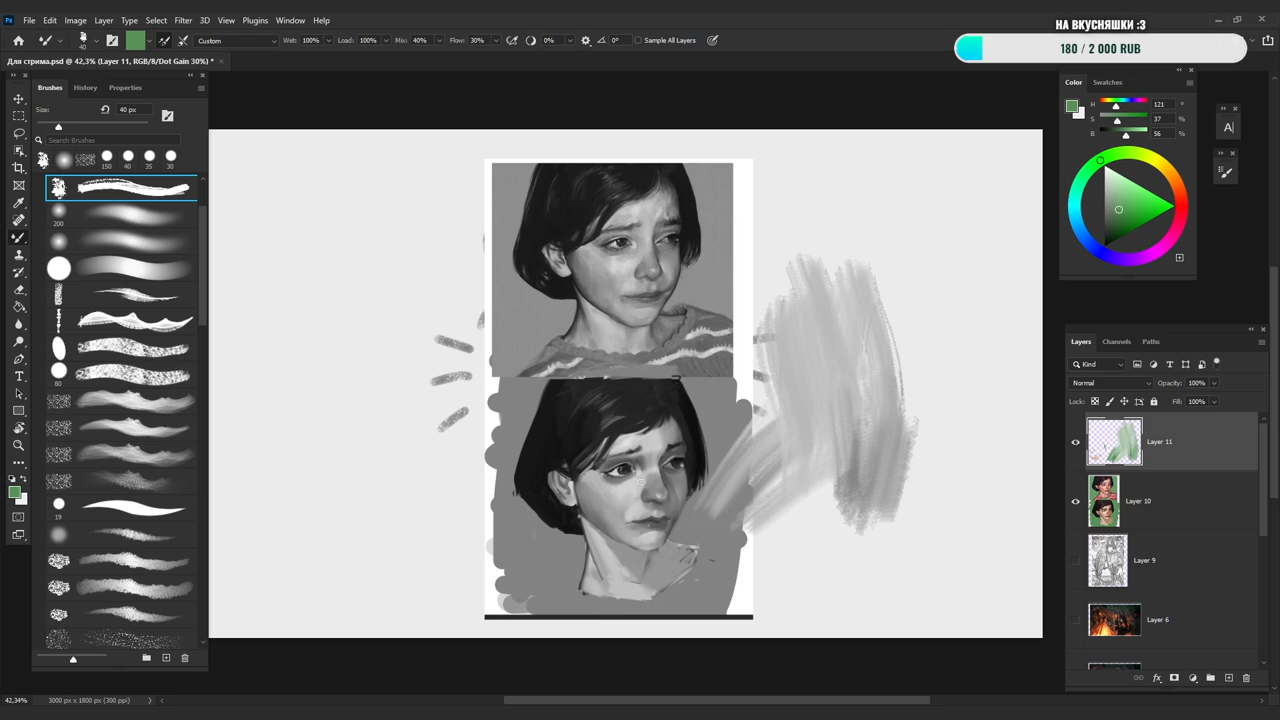 File Edit Image Layer Type Select Filter 3D View Plugins Window Help
НА ВКУСНЯШКИ :3
180 / 2 000 RUB
40
Custom
Wet: 100%
Load: 100%
Mix: 40%
Flow: 30%
0%
0°
Sample All Layers
Для стрима.psd @ 42,3% (Layer 11, RGB/8/Dot Gain 30%) *
Brushes History Properties
Size: 40 px
Search Brushes
150 40 35 30
200
80
19
Color Swatches
H 121 °
S 37 %
B 56 %
A|
Layers Channels Paths
Kind
Normal Opacity: 100%
Lock: Fill: 100%
Layer 11
Layer 10
Layer 9
Layer 6
42,34% 3000 px x 1800 px (300 ppi)